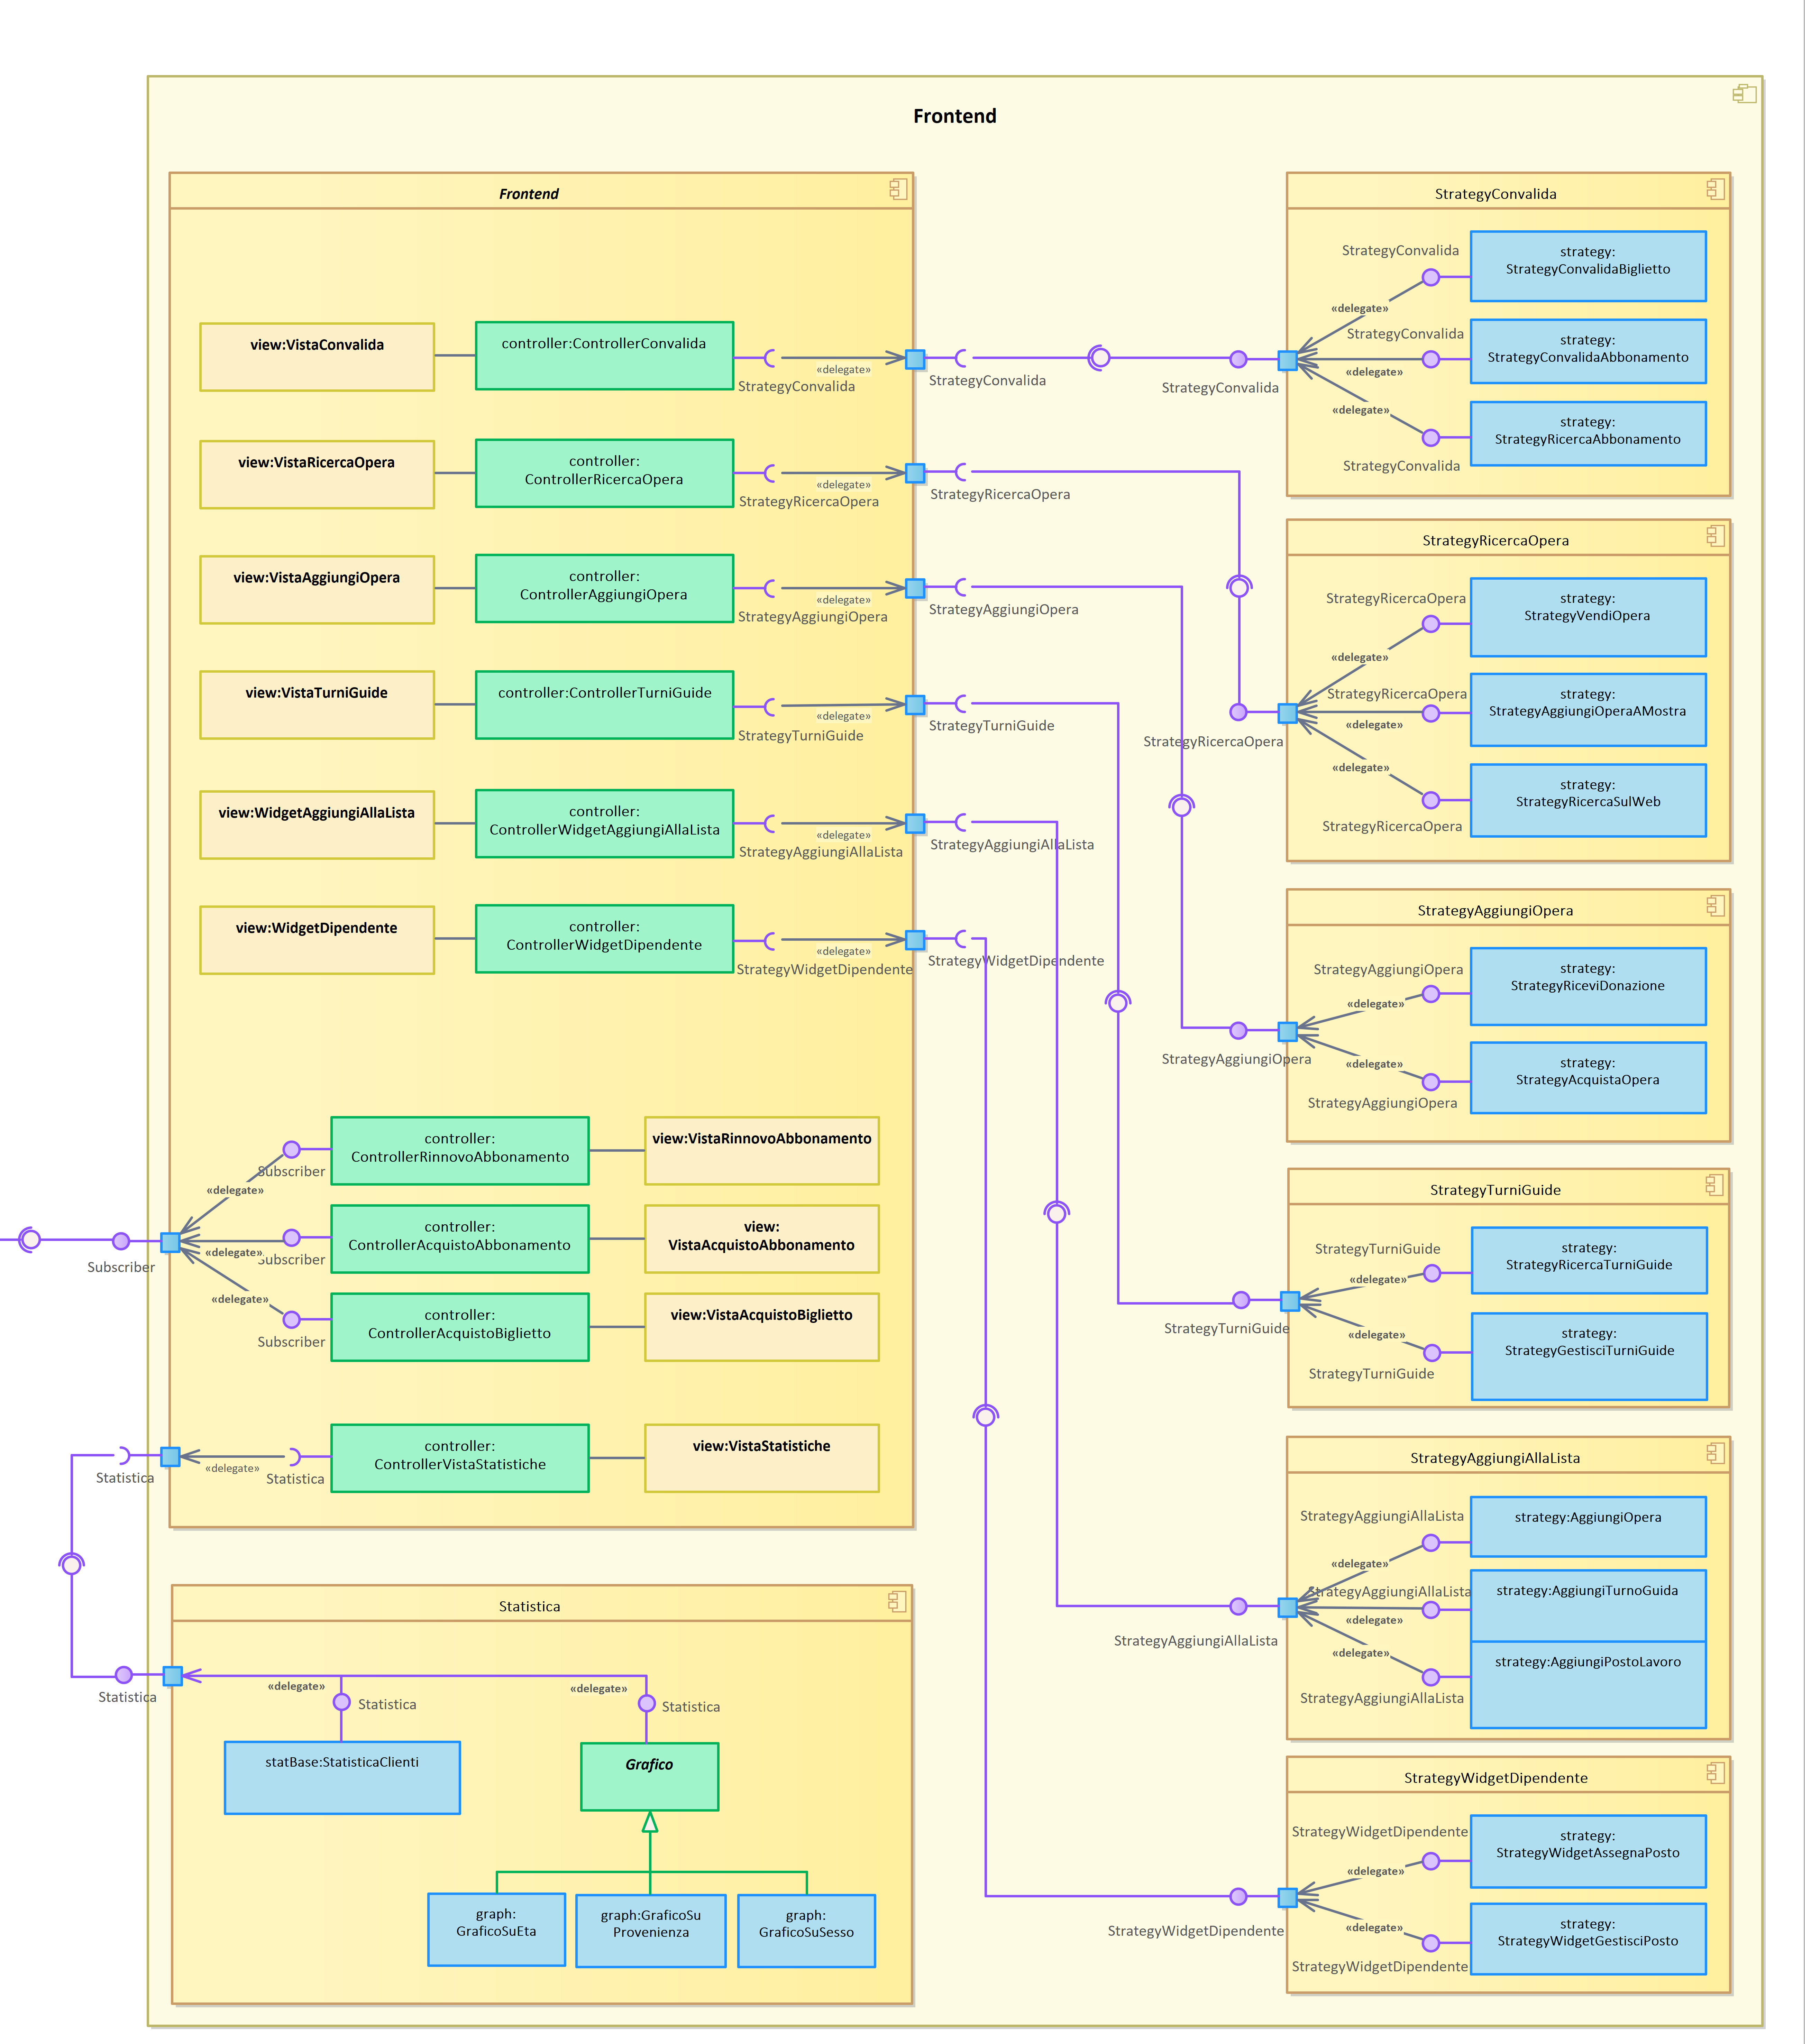 Frontend
Frontend
view:VistaConvalida
controller:ControllerConvalida
«delegate»
StrategyConvalida
StrategyConvalida
view:VistaRicercaOpera
controller:
ControllerRicercaOpera
«delegate»
StrategyRicercaOpera
StrategyRicercaOpera
view:VistaAggiungiOpera
controller:
ControllerAggiungiOpera
«delegate»
StrategyAggiungiOpera
StrategyAggiungiOpera
view:VistaTurniGuide
controller:ControllerTurniGuide
«delegate»
StrategyTurniGuide
StrategyTurniGuide
view:WidgetAggiungiAllaLista
controller:
ControllerWidgetAggiungiAllaLista
«delegate»
StrategyAggiungiAllaLista
StrategyAggiungiAllaLista
view:WidgetDipendente
controller:
ControllerWidgetDipendente
«delegate»
StrategyWidgetDipendente
StrategyWidgetDipendente
controller:
ControllerRinnovoAbbonamento
view:VistaRinnovoAbbonamento
Subscriber
«delegate»
controller:
ControllerAcquistoAbbonamento
view:
VistaAcquistoAbbonamento
«delegate»
Subscriber
Subscriber
controller:
ControllerAcquistoBiglietto
view:VistaAcquistoBiglietto
«delegate»
Subscriber
controller:
ControllerVistaStatistiche
view:VistaStatistiche
«delegate»
Statistica
Statistica
Statistica
«delegate»
Statistica
«delegate»
Statistica
Statistica
statBase:StatisticaClienti
Grafico
graph:
GraficoSuEta
graph:GraficoSu
Provenienza
graph:
GraficoSuSesso
StrategyConvalida
StrategyConvalida
strategy:
StrategyConvalidaBiglietto
«delegate»
StrategyConvalida
strategy:
StrategyConvalidaAbbonamento
«delegate»
StrategyConvalida
«delegate»
strategy:
StrategyRicercaAbbonamento
StrategyConvalida
StrategyRicercaOpera
StrategyRicercaOpera
strategy:
StrategyVendiOpera
«delegate»
StrategyRicercaOpera
strategy:
StrategyAggiungiOperaAMostra
«delegate»
StrategyRicercaOpera
«delegate»
strategy:
StrategyRicercaSulWeb
StrategyRicercaOpera
StrategyAggiungiOpera
StrategyAggiungiOpera
strategy:
StrategyRiceviDonazione
«delegate»
StrategyAggiungiOpera
«delegate»
strategy:
StrategyAcquistaOpera
StrategyAggiungiOpera
StrategyTurniGuide
StrategyTurniGuide
strategy:
StrategyRicercaTurniGuide
«delegate»
StrategyTurniGuide
«delegate»
strategy:
StrategyGestisciTurniGuide
StrategyTurniGuide
StrategyAggiungiAllaLista
StrategyAggiungiAllaLista
strategy:AggiungiOpera
«delegate»
StrategyAggiungiAllaLista
strategy:AggiungiTurnoGuida
«delegate»
StrategyAggiungiAllaLista
«delegate»
strategy:AggiungiPostoLavoro
StrategyAggiungiAllaLista
StrategyWidgetDipendente
StrategyWidgetDipendente
strategy:
StrategyWidgetAssegnaPosto
«delegate»
StrategyWidgetDipendente
«delegate»
strategy:
StrategyWidgetGestisciPosto
StrategyWidgetDipendente